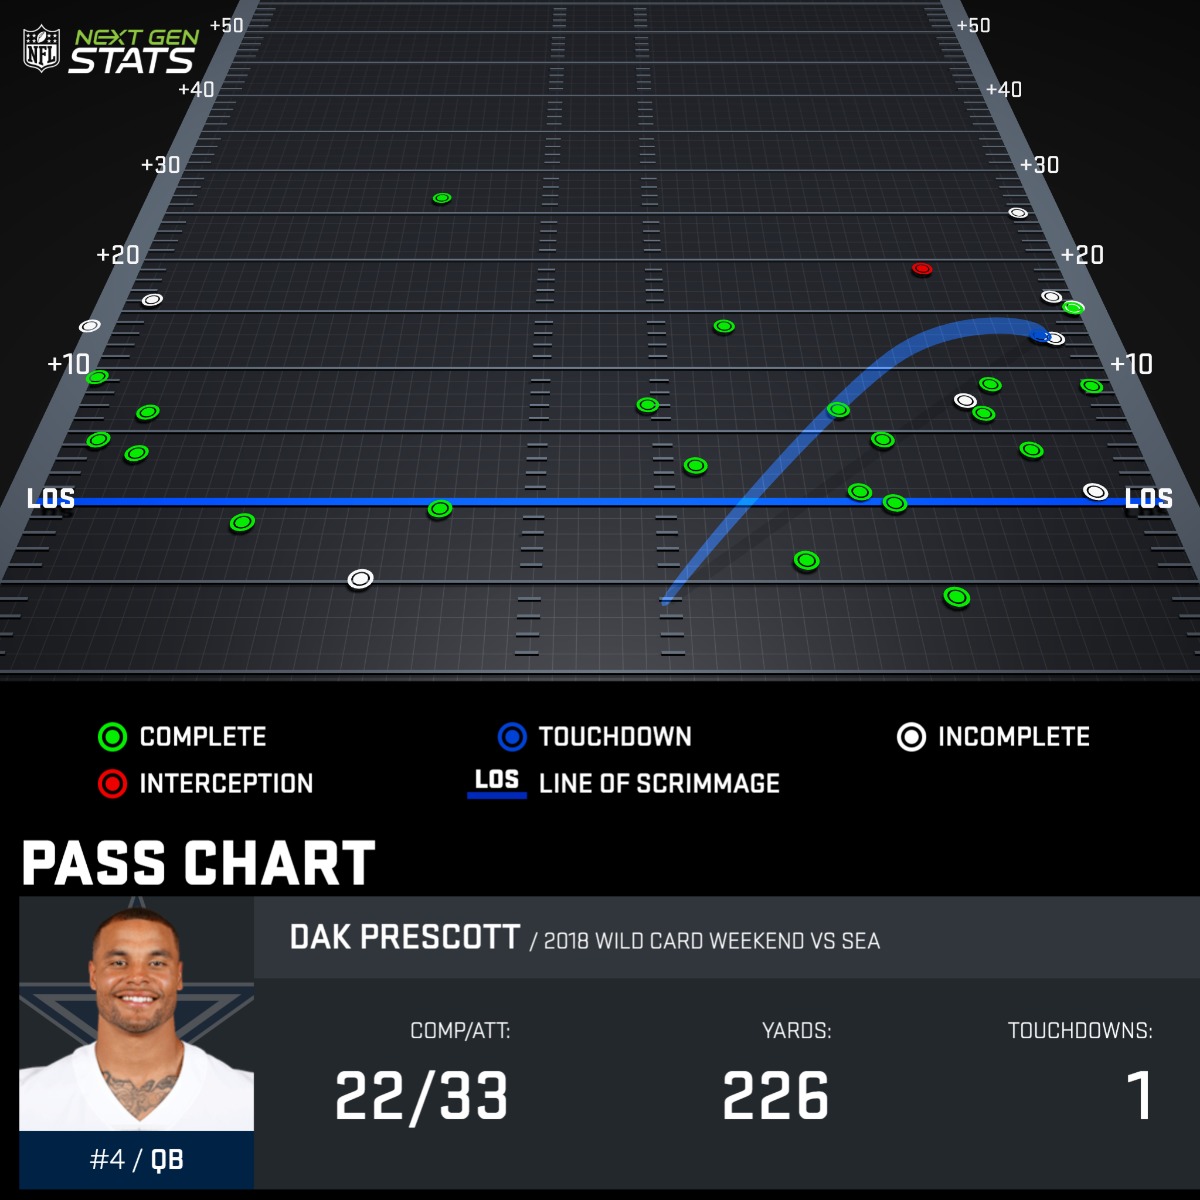 NFL NEXT GEN
STATS
+50 +50
+40 +40
+30 +30
+20 +20
+10 +10
LOS LOS
COMPLETE TOUCHDOWN INCOMPLETE
INTERCEPTION LOS LINE OF SCRIMMAGE
PASS CHART
DAK PRESCOTT / 2018 WILD CARD WEEKEND VS SEA
COMP/ATT: YARDS: TOUCHDOWNS:
22/33 226 1
#4 / QB